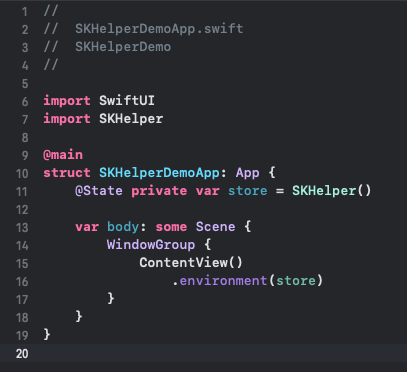 1 //
2 //  SKHelperDemoApp.swift
3 //  SKHelperDemo
4 //
5
6 import SwiftUI
7 import SKHelper
8
9 @main
10 struct SKHelperDemoApp: App {
11     @State private var store = SKHelper()
12
13     var body: some Scene {
14         WindowGroup {
15             ContentView()
16                 .environment(store)
17         }
18     }
19 }
20